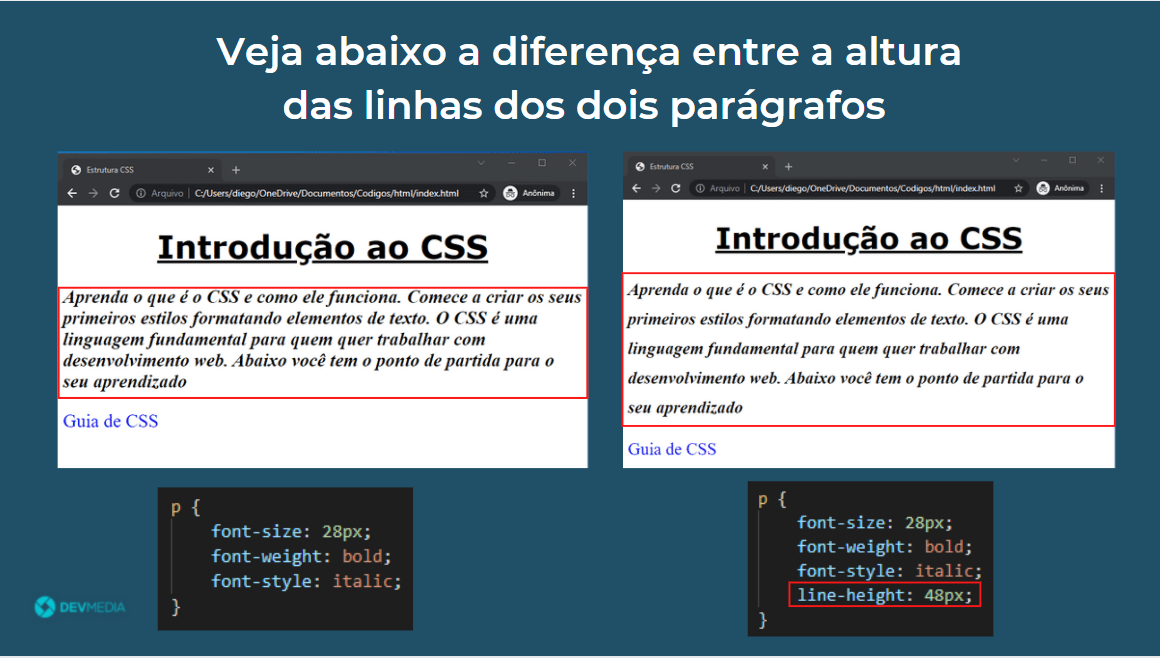 Veja abaixo a diferença entre a altura
das linhas dos dois parágrafos
Estrutura CSS
Arquivo
C:/Users/diego/OneDrive/Documentos/Codigos/html/index.html
Anônima
Introdução ao CSS
Aprenda o que é o CSS e como ele funciona. Comece a criar os seus
primeiros estilos formatando elementos de texto. O CSS é uma
linguagem fundamental para quem quer trabalhar com
desenvolvimento web. Abaixo você tem o ponto de partida para o
seu aprendizado
Guia de CSS
p {
font-size: 28px;
font-weight: bold;
font-style: italic;
}
Estrutura CSS
Arquivo
C:/Users/diego/OneDrive/Documentos/Codigos/html/index.html
Anônima
Introdução ao CSS
Aprenda o que é o CSS e como ele funciona. Comece a criar os seus
primeiros estilos formatando elementos de texto. O CSS é uma
linguagem fundamental para quem quer trabalhar com
desenvolvimento web. Abaixo você tem o ponto de partida para o
seu aprendizado
Guia de CSS
p {
font-size: 28px;
font-weight: bold;
font-style: italic;
line-height: 48px;
}
DEVMEDIA